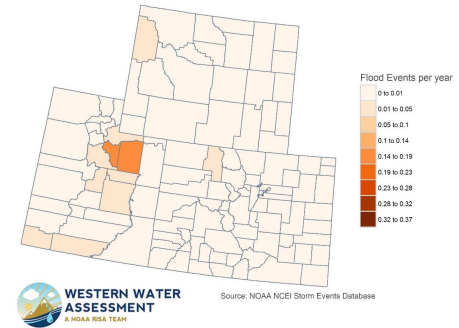 Flood Events per year
0 to 0.01
0.01 to 0.05
0.05 to 0.1
0.1 to 0.14
0.14 to 0.19
0.19 to 0.23
0.23 to 0.28
0.28 to 0.32
0.32 to 0.37
WESTERN WATER
ASSESSMENT
A NOAA RISA TEAM
Source: NOAA NCEI Storm Events Database